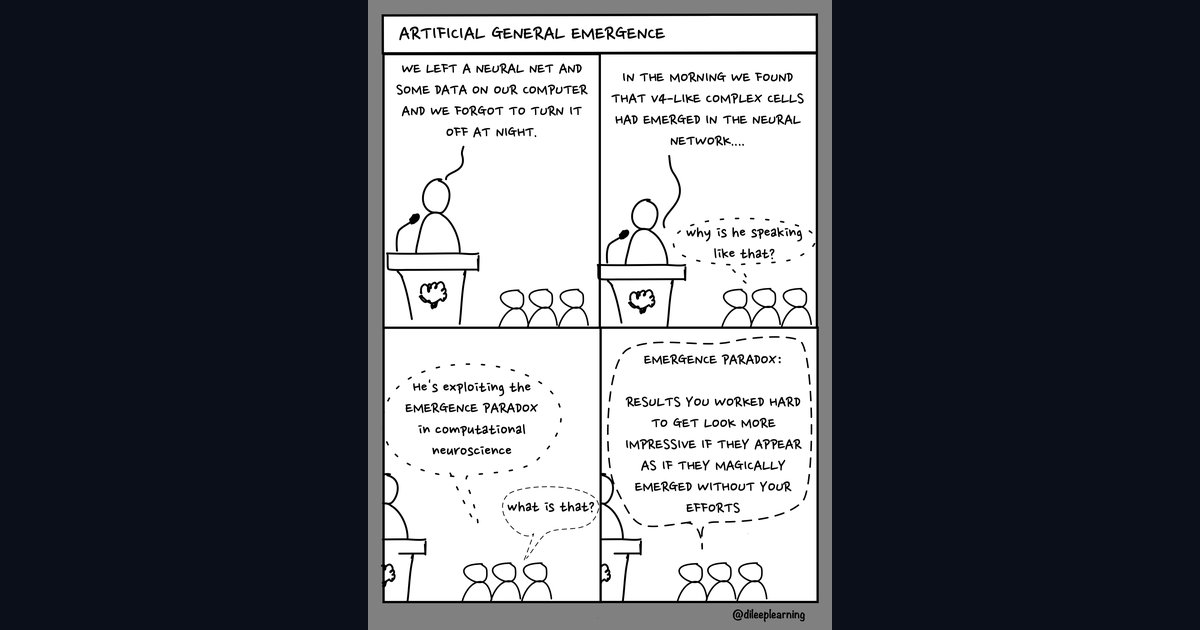 ARTIFICIAL GENERAL EMERGENCE
WE LEFT A NEURAL NET AND
SOME DATA ON OUR COMPUTER
AND WE FORGOT TO TURN IT
OFF AT NIGHT.
IN THE MORNING WE FOUND
THAT V4-LIKE COMPLEX CELLS
HAD EMERGED IN THE NEURAL
NETWORK....
why is he speaking
like that?
He's exploiting the
EMERGENCE PARADOX
in computational
neuroscience
what is that?
EMERGENCE PARADOX:
RESULTS YOU WORKED HARD
TO GET LOOK MORE
IMPRESSIVE IF THEY APPEAR
AS IF THEY MAGICALLY
EMERGED WITHOUT YOUR
EFFORTS
@dileeplearning